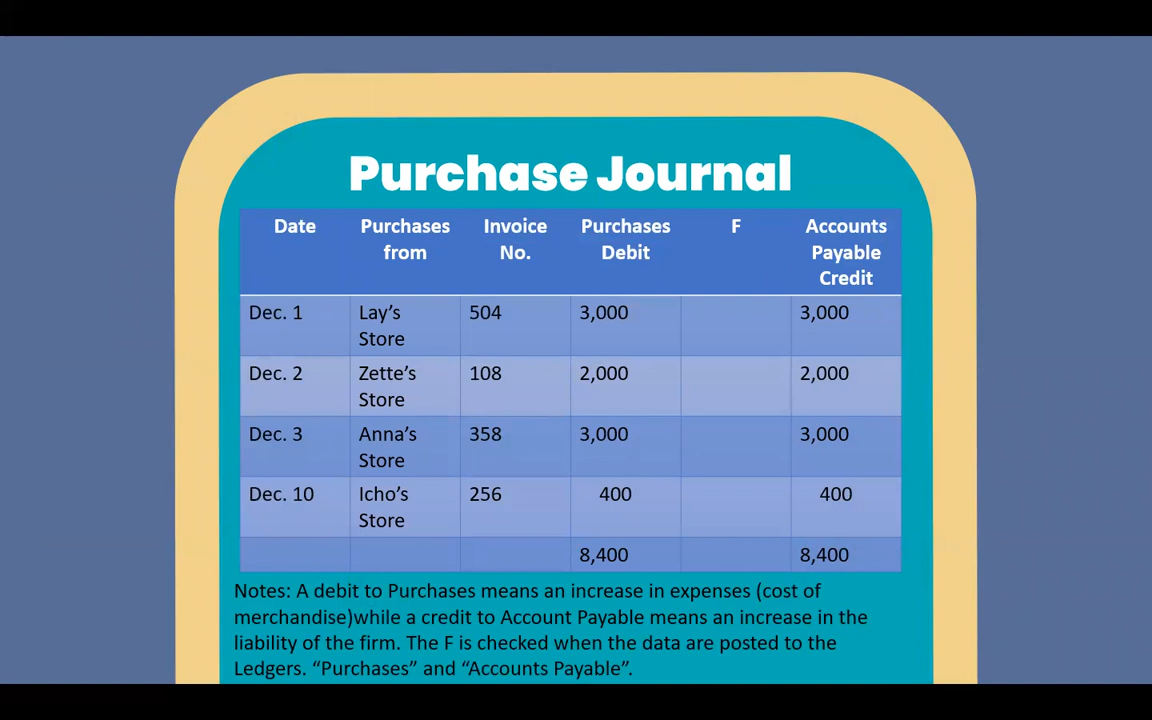 Purchase Journal
Date Purchases from Invoice No. Purchases Debit F Accounts Payable Credit
Dec. 1 Lay's Store 504 3,000 3,000
Dec. 2 Zette's Store 108 2,000 2,000
Dec. 3 Anna's Store 358 3,000 3,000
Dec. 10 Icho's Store 256 400 400
8,400 8,400
Notes: A debit to Purchases means an increase in expenses (cost of
merchandise)while a credit to Account Payable means an increase in the
liability of the firm. The F is checked when the data are posted to the
Ledgers. “Purchases” and “Accounts Payable”.